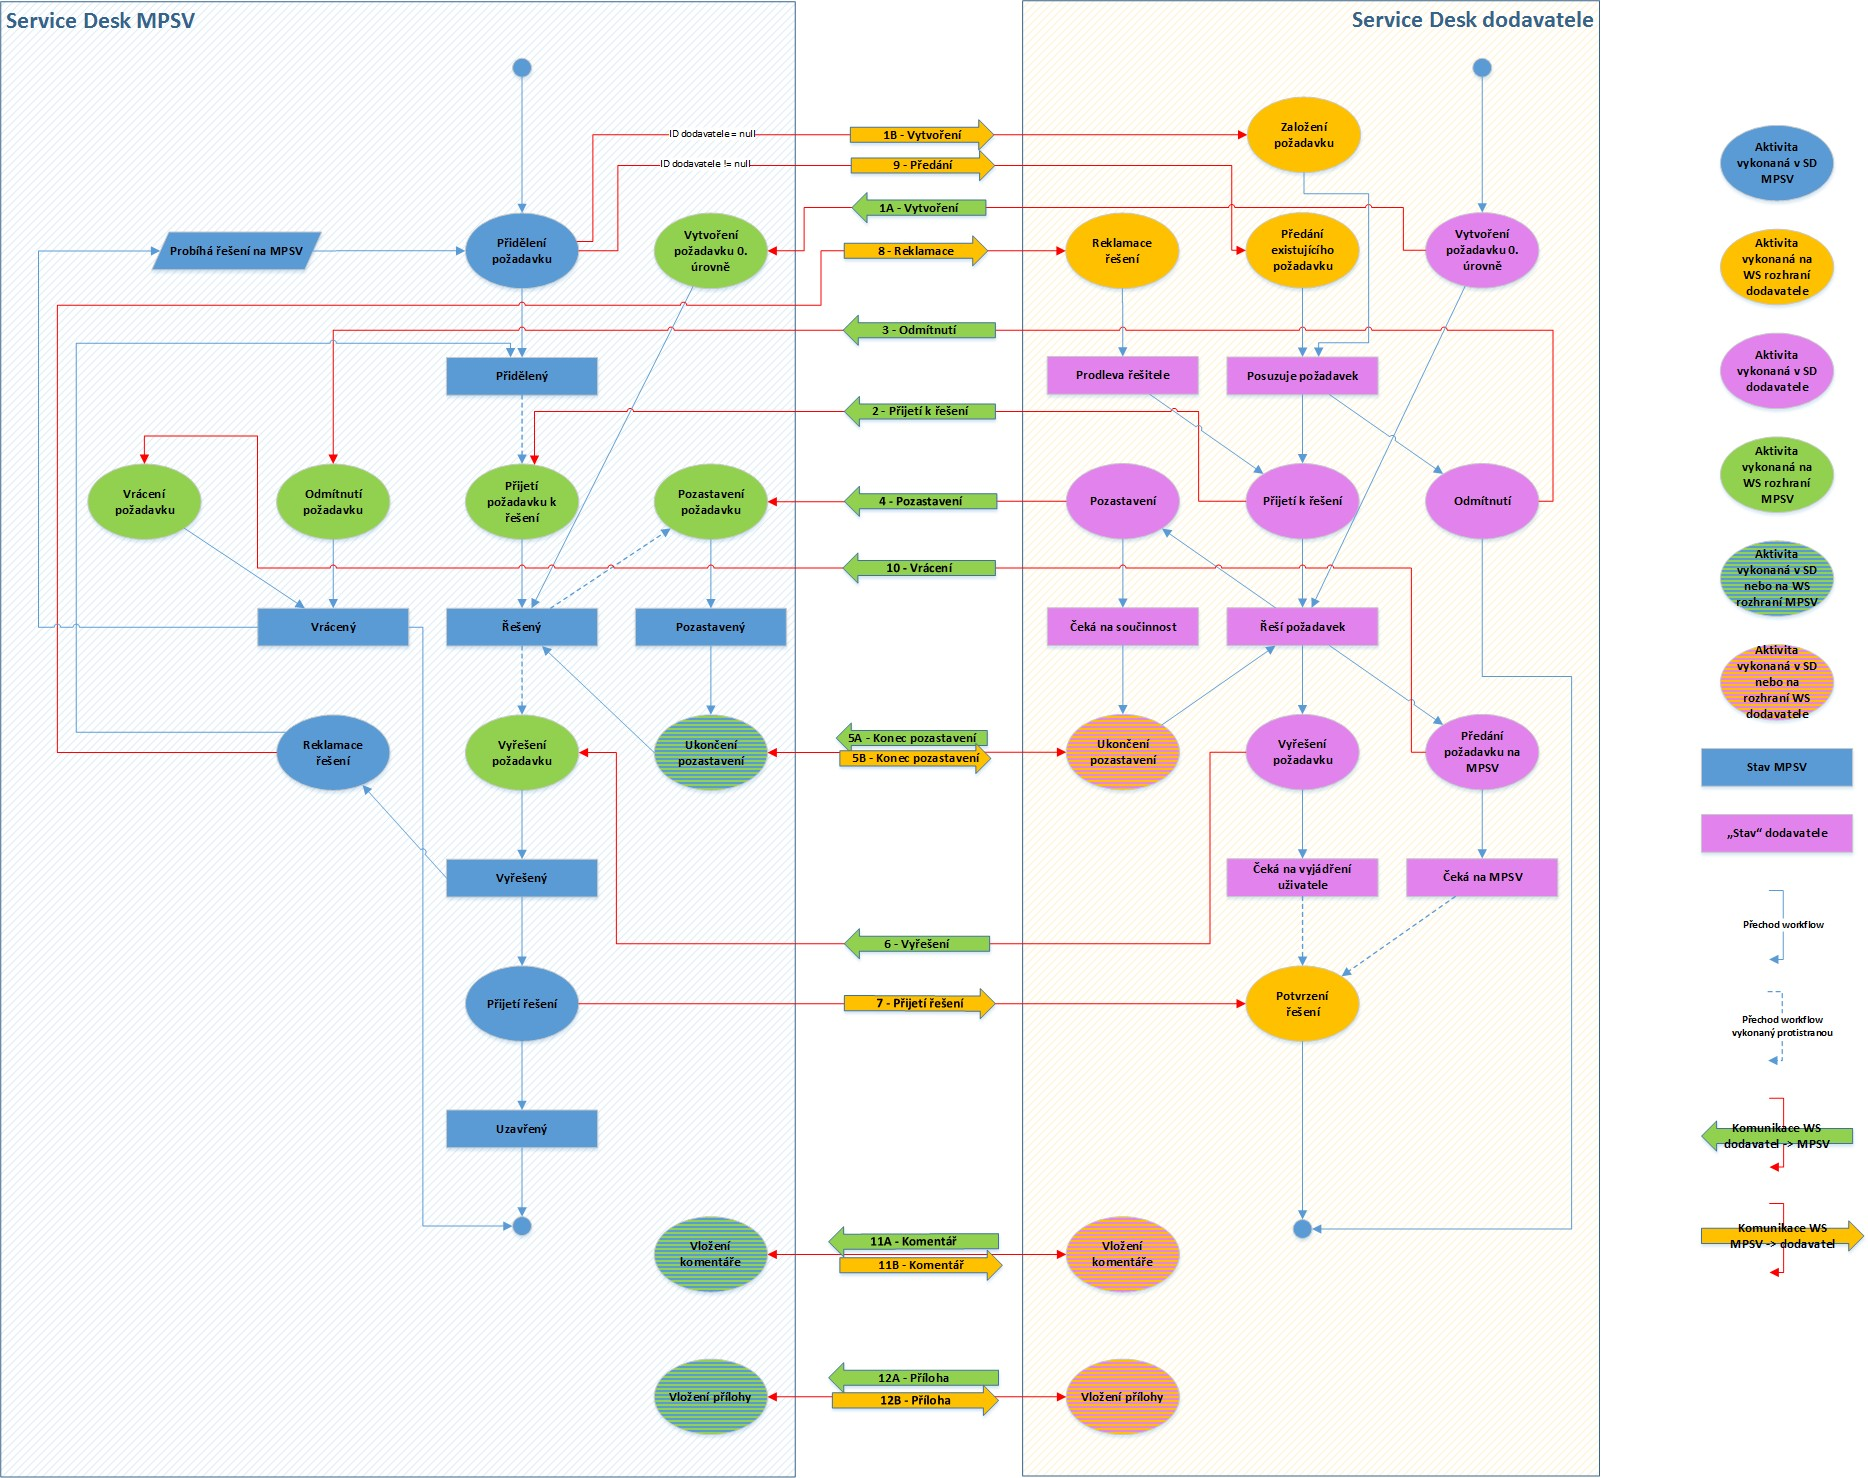 Service Desk MPSV
Service Desk dodavatele
ID dodavatele = null
1B - Vytvoření
Založení
požadavku
ID dodavatele != null
9 - Předání
1A - Vytvoření
Probíhá řešení na MPSV
Přidělení
požadavku
Vytvoření
požadavku 0.
úrovně
8 - Reklamace
Reklamace
řešení
Předání
existujícího
požadavku
Vytvoření
požadavku 0.
úrovně
3 - Odmítnutí
Přidělený
Prodleva řešitele
Posuzuje požadavek
2 - Přijetí k řešení
Vrácení
požadavku
Odmítnutí
požadavku
Přijetí
požadavku k
řešení
Pozastavení
požadavku
4 - Pozastavení
Pozastavení
Přijetí k řešení
Odmítnutí
10 - Vrácení
Vrácený
Řešený
Pozastavený
Čeká na součinnost
Řeší požadavek
Reklamace
řešení
Vyřešení
požadavku
Ukončení
pozastavení
5A - Konec pozastavení
5B - Konec pozastavení
Ukončení
pozastavení
Vyřešení
požadavku
Předání
požadavku na
MPSV
Vyřešený
Čeká na vyjádření
uživatele
Čeká na MPSV
6 - Vyřešení
Přijetí řešení
7 - Přijetí řešení
Potvrzení
řešení
Uzavřený
Vložení
komentáře
11A - Komentář
11B - Komentář
Vložení
komentáře
Vložení přílohy
12A - Příloha
12B - Příloha
Vložení přílohy
Aktivita
vykonaná v SD
MPSV
Aktivita
vykonaná na
WS rozhraní
dodavatele
Aktivita
vykonaná v SD
dodavatele
Aktivita
vykonaná na
WS rozhraní
MPSV
Aktivita
vykonaná v SD
nebo na WS
rozhraní MPSV
Aktivita
vykonaná v SD
nebo na
rozhraní WS
dodavatele
Stav MPSV
„Stav“ dodavatele
Přechod workflow
Přechod workflow
vykonaný protistranou
Komunikace WS
dodavatel -> MPSV
Komunikace WS
MPSV -> dodavatel